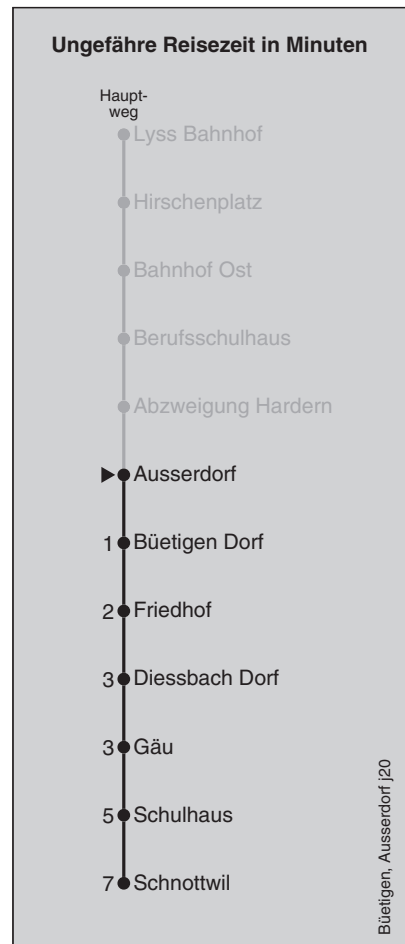 Ungefähre Reisezeit in Minuten
Haupt-
weg
Lyss Bahnhof
Hirschenplatz
Bahnhof Ost
Berufsschulhaus
Abzweigung Hardern
Ausserdorf
1 Büetigen Dorf
2 Friedhof
3 Diessbach Dorf
3 Gäu
5 Schulhaus
7 Schnottwil
Büetigen, Ausserdorf j20